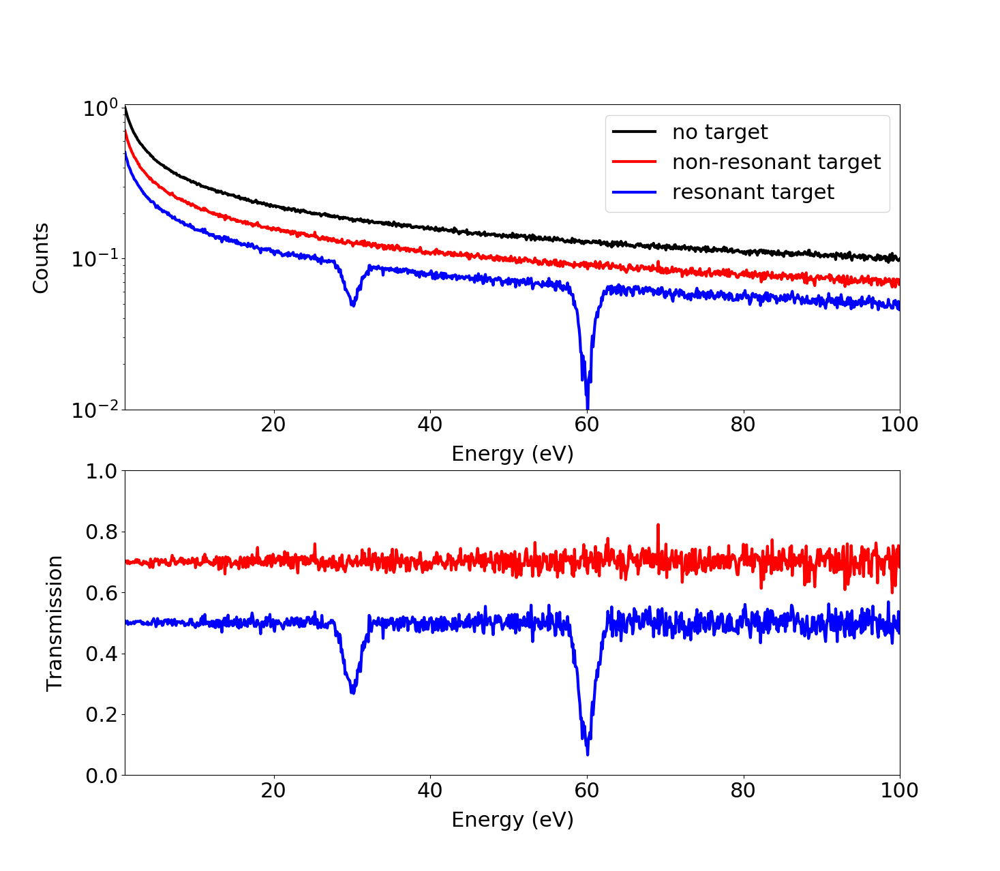 10⁰
10⁻¹
10⁻²
Counts
no target
non-resonant target
resonant target
20 40 60 80 100
Energy (eV)
1.0
0.8
0.6
0.4
0.2
0.0
Transmission
20 40 60 80 100
Energy (eV)